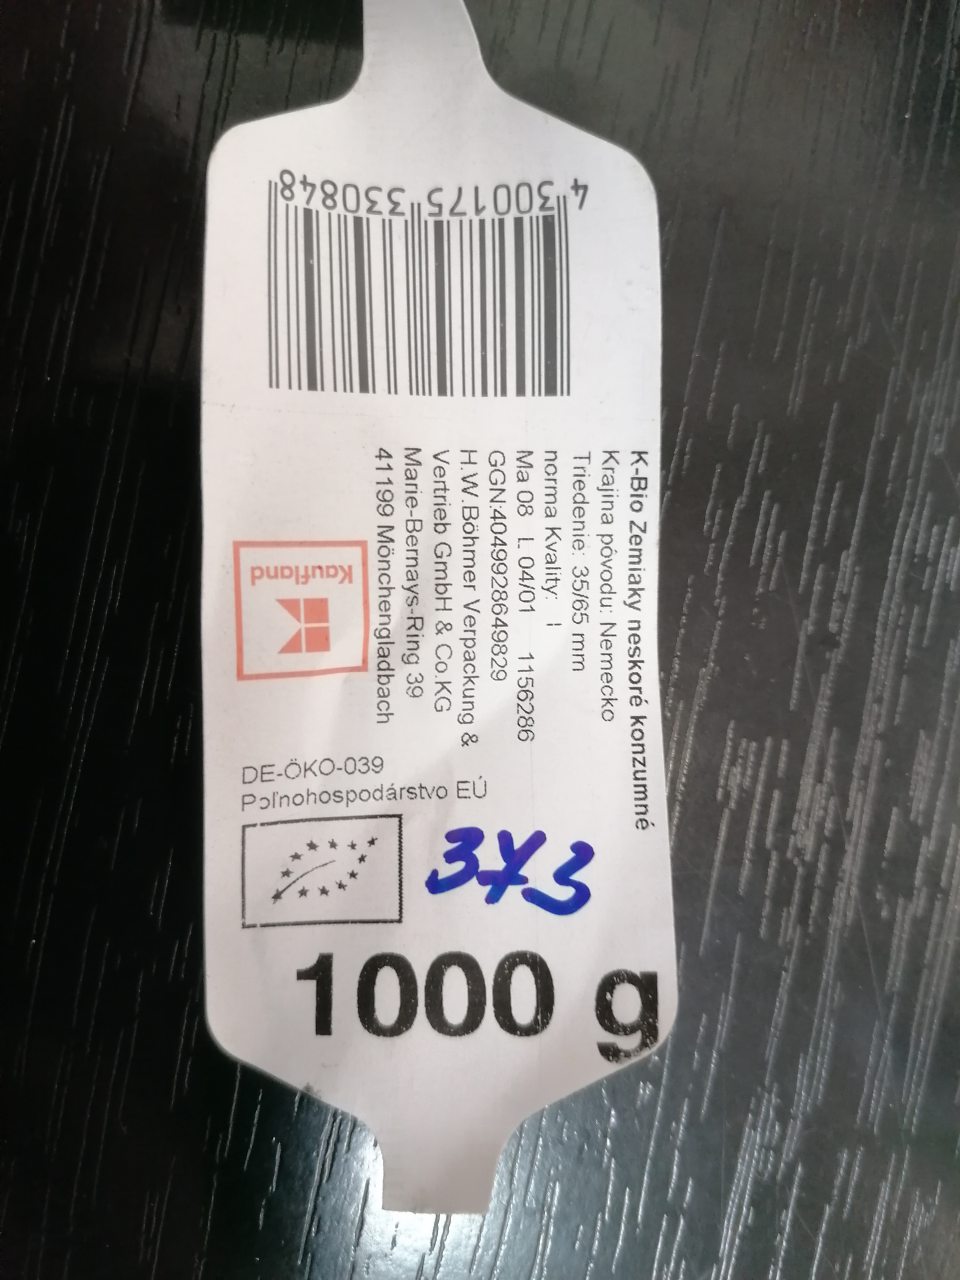 4 300175 330848
K-Bio Zemiaky neskoré konzumné
Krajina póvodu: Nemecko
Triedenie: 35/65 mm
norma Kvality: I
Ma 08 L 04/01 1156286
GGN:4049928649829
H.W.Böhmer Verpackung &
Vertrieb GmbH & Co.KG
Marie-Bernays-Ring 39
41199 Mönchengladbach
Kaufland
DE-ÖKO-039
Poľnohospodárstvo EÚ
373
1000 g